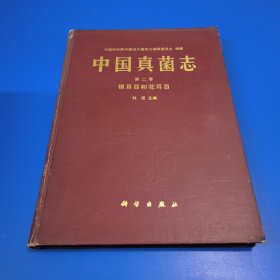 中国科学院中国孢子植物志编辑委员会 编辑
中国真菌志
第二卷
银耳目和花耳目
刘波 主编
科学出版社